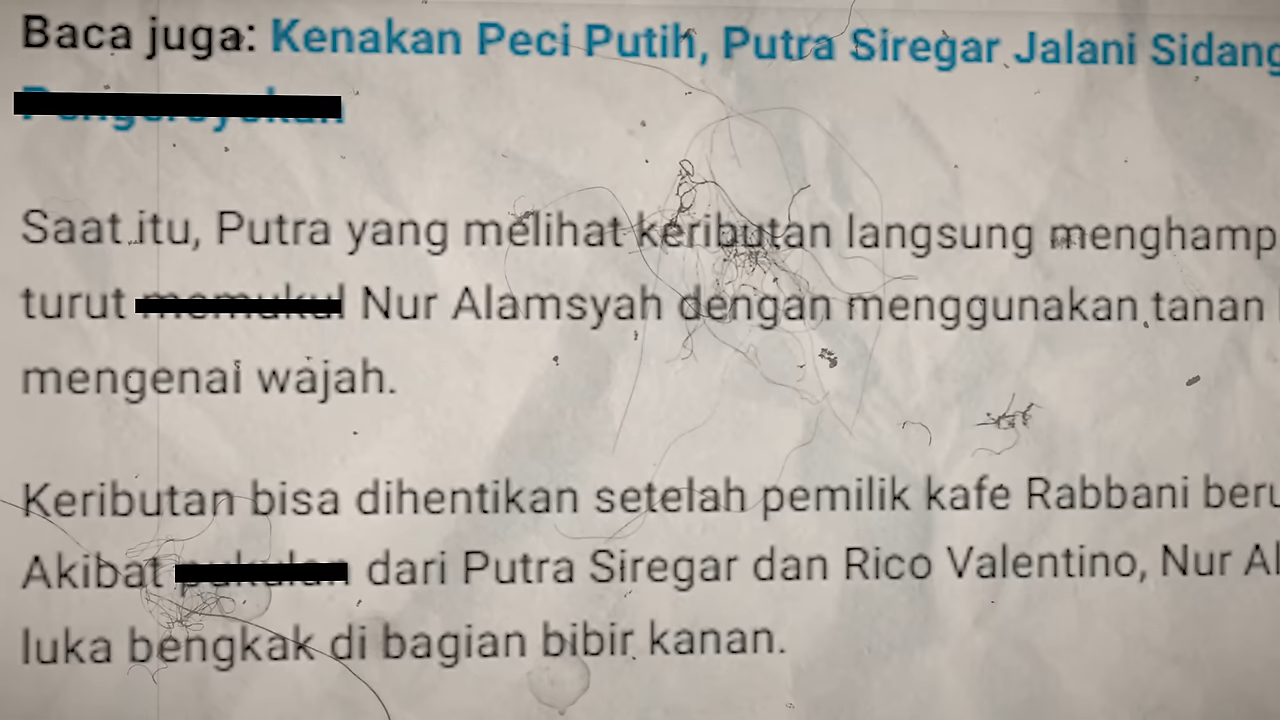 Baca juga: Kenakan Peci Putih, Putra Siregar Jalani Sidang
Saat itu, Putra yang melihat keributan langsung menghamp
turut Nur Alamsyah dengan menggunakan tanan
mengenai wajah.
Keributan bisa dihentikan setelah pemilik kafe Rabbani beru
Akibat dari Putra Siregar dan Rico Valentino, Nur Al
luka bengkak di bagian bibir kanan.